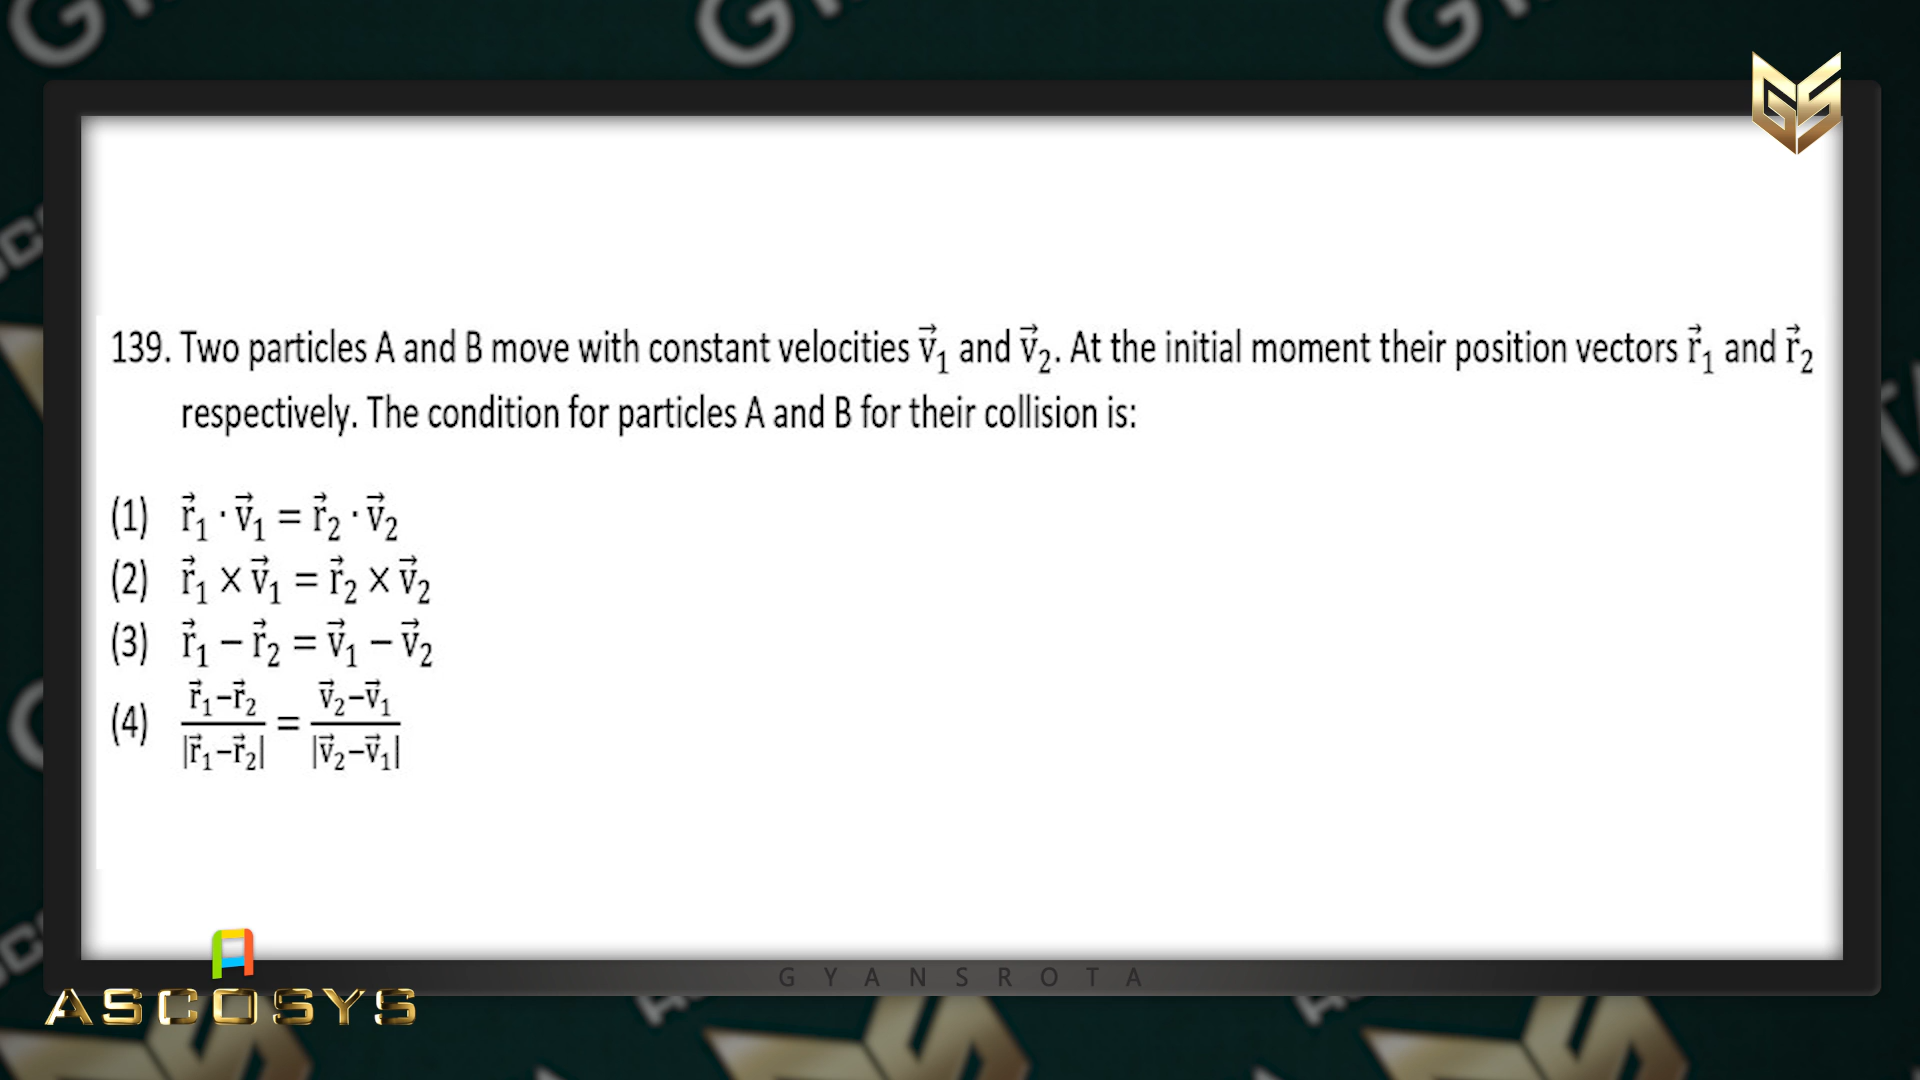 139. Two particles A and B move with constant velocities v⃗₁ and v⃗₂. At the initial moment their position vectors r⃗₁ and r⃗₂
respectively. The condition for particles A and B for their collision is:
(1) r⃗₁ · v⃗₁ = r⃗₂ · v⃗₂
(2) r⃗₁ × v⃗₁ = r⃗₂ × v⃗₂
(3) r⃗₁ − r⃗₂ = v⃗₁ − v⃗₂
(4) (r⃗₁−r⃗₂)/|r⃗₁−r⃗₂| = (v⃗₂−v⃗₁)/|v⃗₂−v⃗₁|
GYANSROTA
ASCOSYS